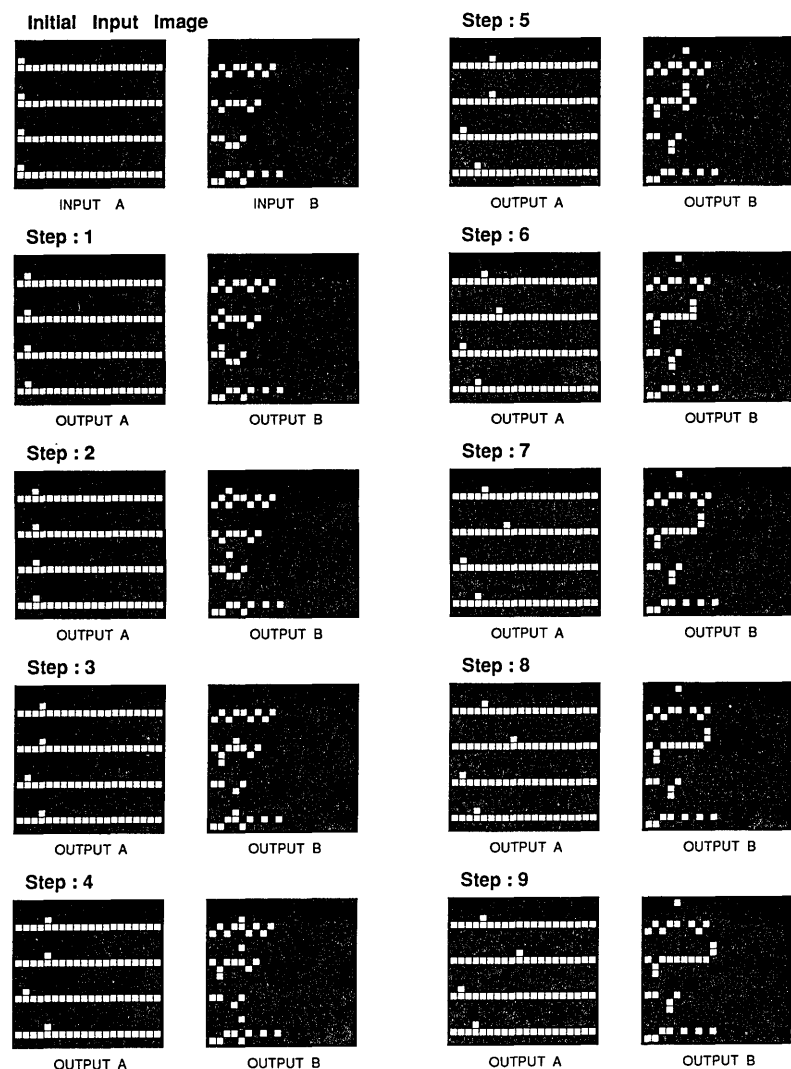 Initial Input Image
INPUT A INPUT B
Step : 1
OUTPUT A OUTPUT B
Step : 2
OUTPUT A OUTPUT B
Step : 3
OUTPUT A OUTPUT B
Step : 4
OUTPUT A OUTPUT B
Step : 5
OUTPUT A OUTPUT B
Step : 6
OUTPUT A OUTPUT B
Step : 7
OUTPUT A OUTPUT B
Step : 8
OUTPUT A OUTPUT B
Step : 9
OUTPUT A OUTPUT B